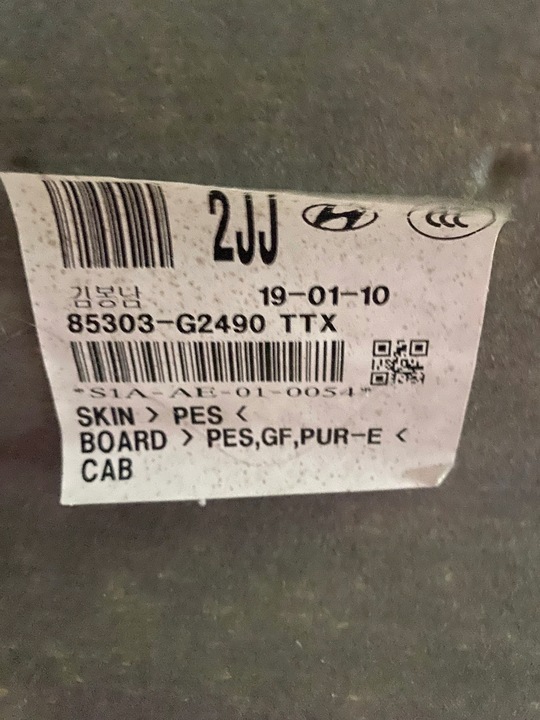 2JJ
CCC
김봉남 19-01-10
85303-G2490 TTX
*S1A-AE-01-0054*
SKIN > PES <
BOARD > PES,GF,PUR-E <
CAB